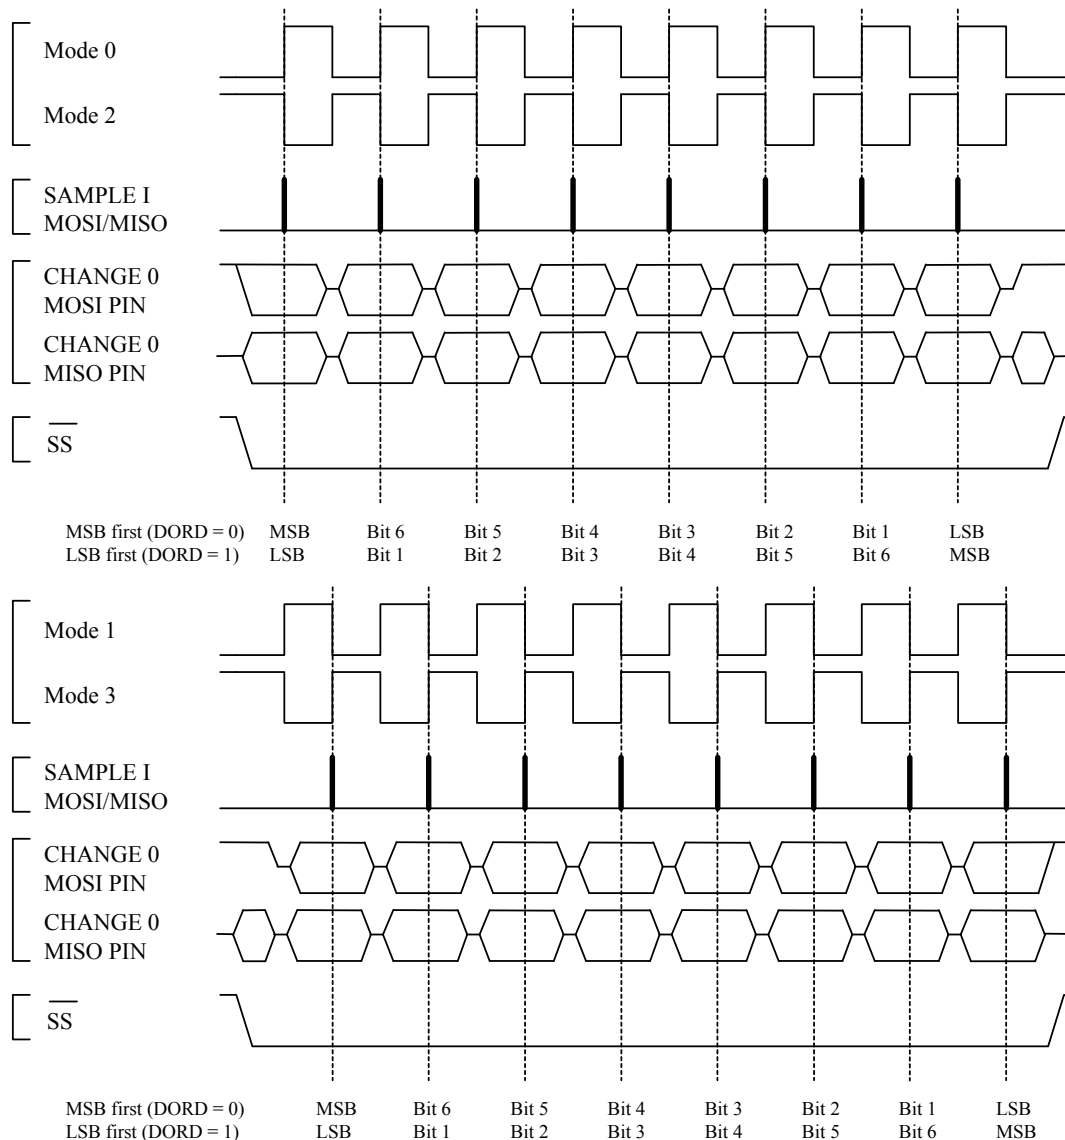 Mode 0
Mode 2
SAMPLE I
MOSI/MISO
CHANGE 0
MOSI PIN
CHANGE 0
MISO PIN
SS
MSB first (DORD = 0) MSB Bit 6 Bit 5 Bit 4 Bit 3 Bit 2 Bit 1 LSB
LSB first (DORD = 1) LSB Bit 1 Bit 2 Bit 3 Bit 4 Bit 5 Bit 6 MSB
Mode 1
Mode 3
SAMPLE I
MOSI/MISO
CHANGE 0
MOSI PIN
CHANGE 0
MISO PIN
SS
MSB first (DORD = 0) MSB Bit 6 Bit 5 Bit 4 Bit 3 Bit 2 Bit 1 LSB
LSB first (DORD = 1) LSB Bit 1 Bit 2 Bit 3 Bit 4 Bit 5 Bit 6 MSB